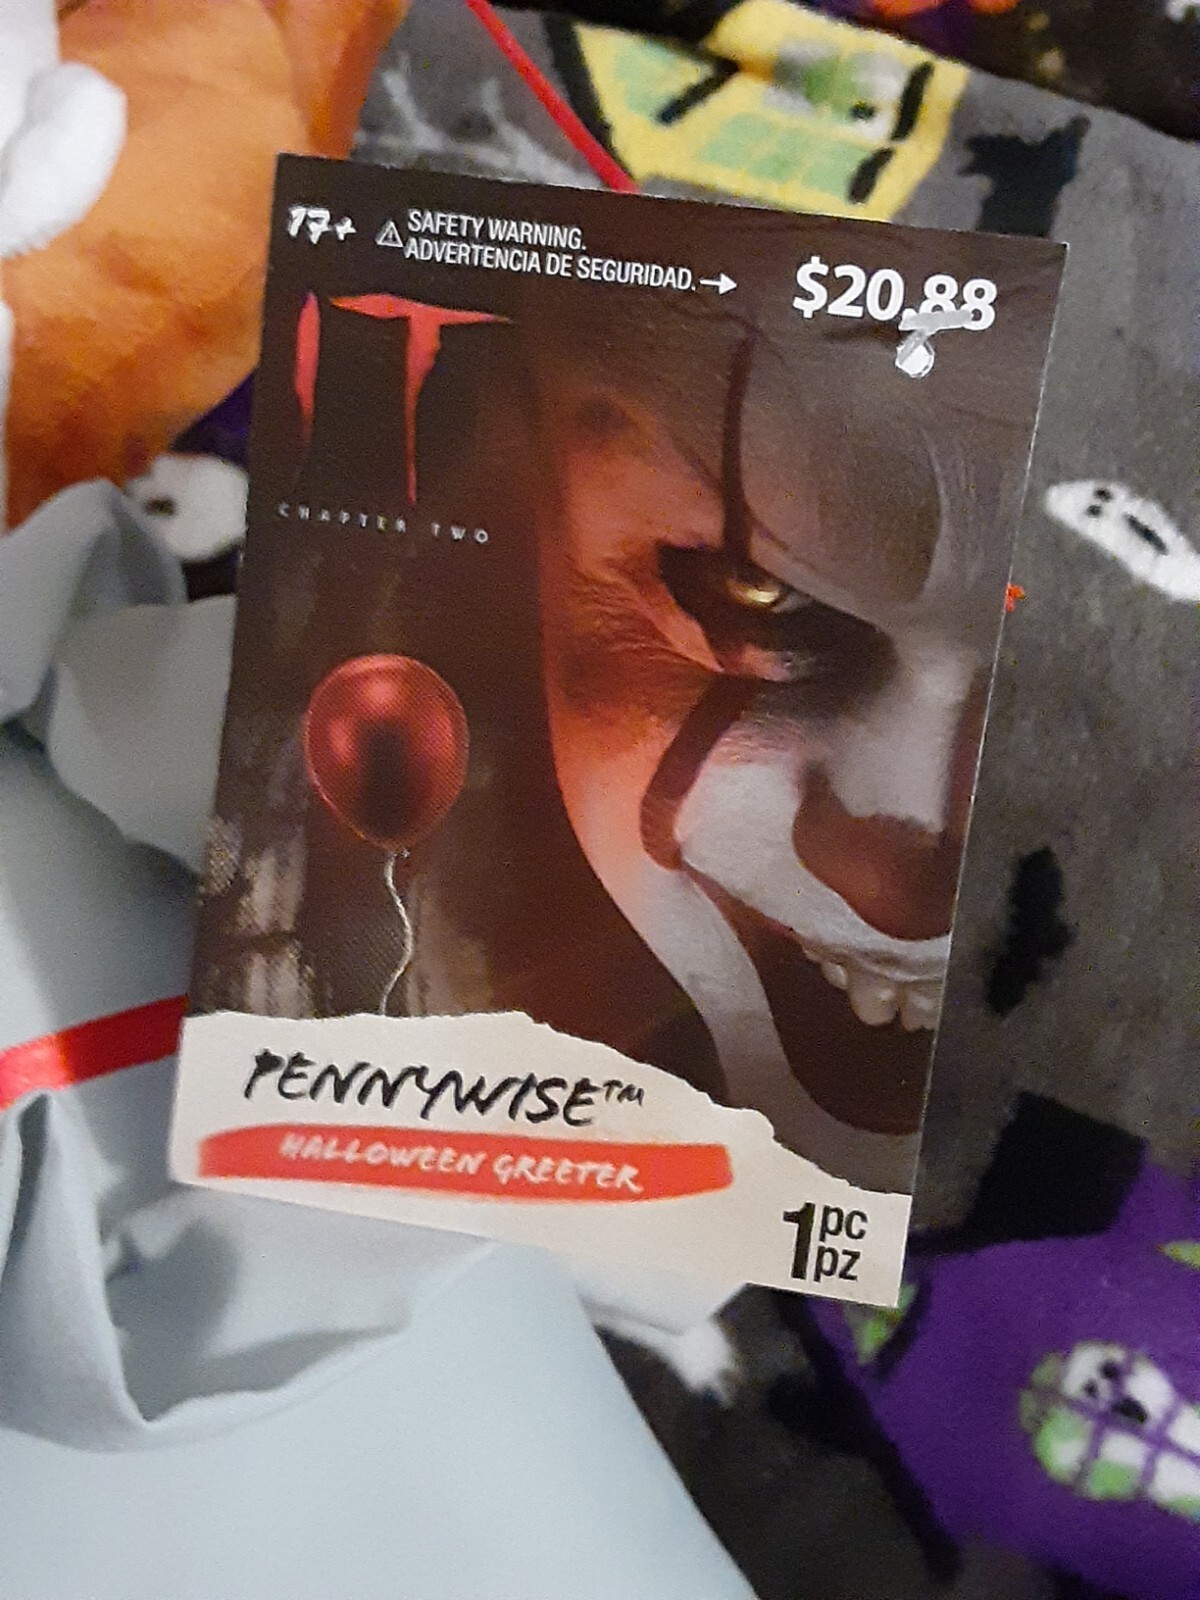 17+
⚠ SAFETY WARNING.
ADVERTENCIA DE SEGURIDAD. →
$20.88
IT
CHAPTER TWO
PENNYWISE™
HALLOWEEN GREETER
1 pc
pz